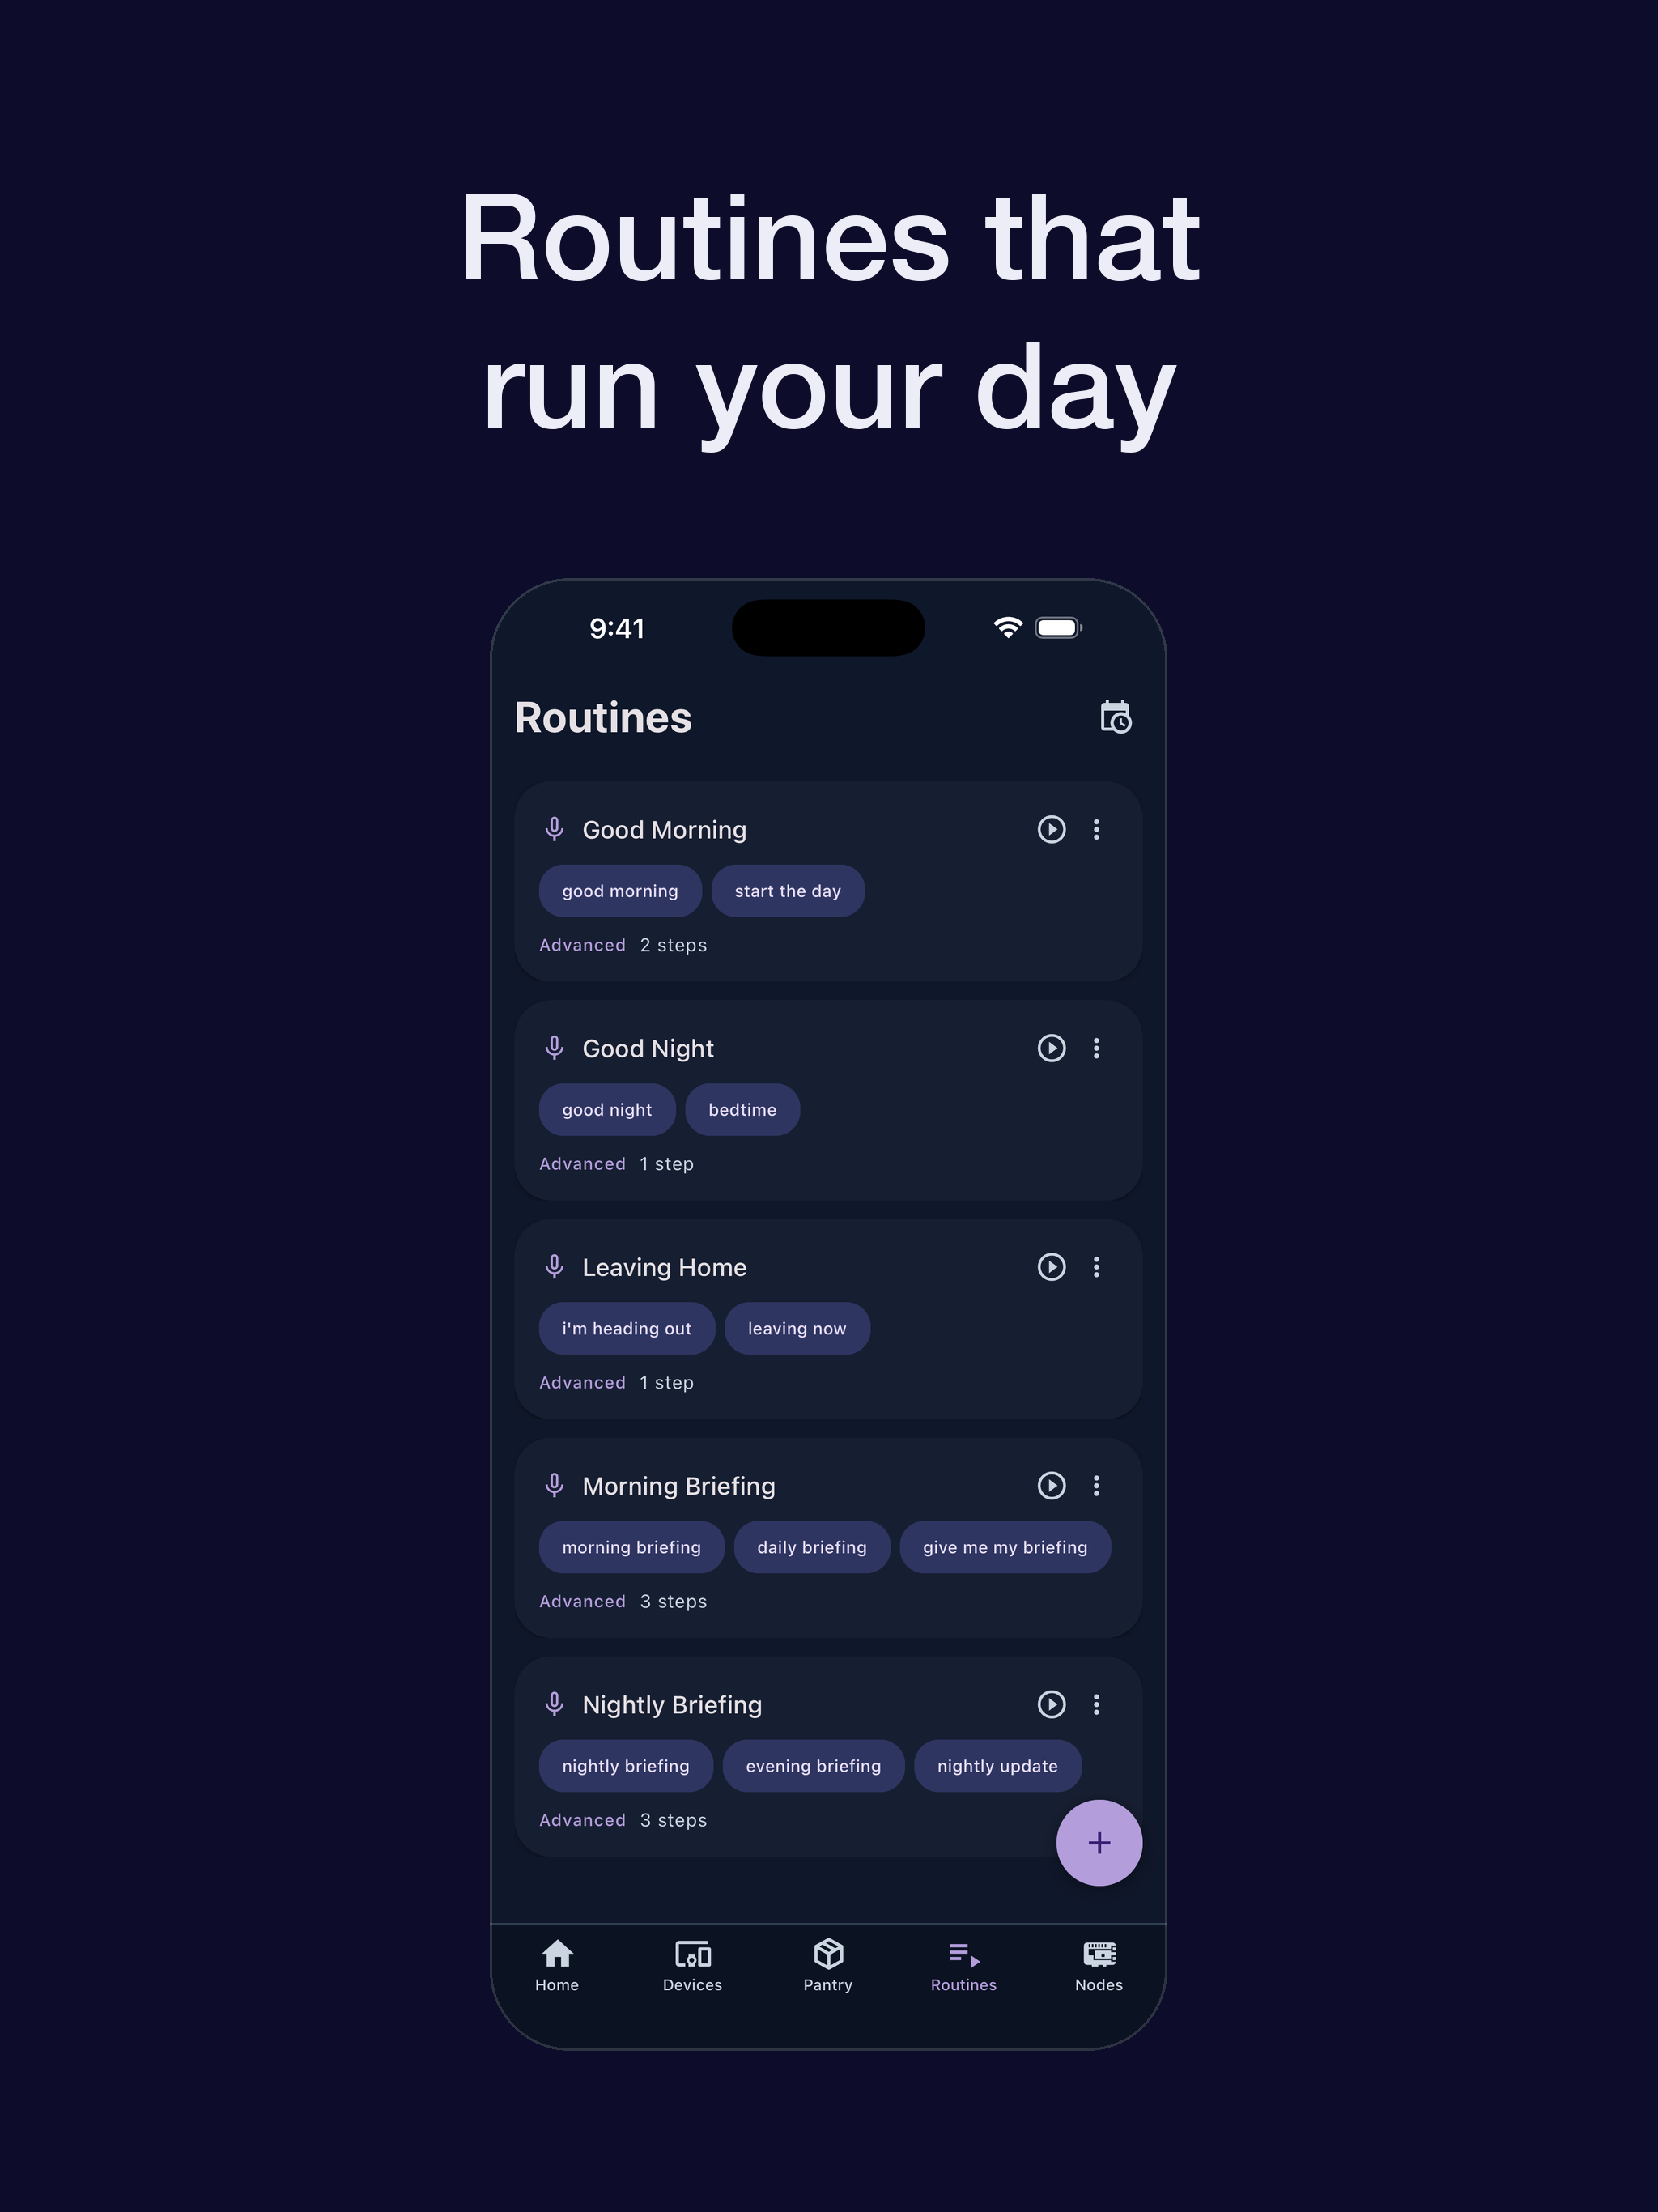 Routines that
run your day
9:41
Routines
Good Morning
good morning start the day
Advanced 2 steps
Good Night
good night bedtime
Advanced 1 step
Leaving Home
i'm heading out leaving now
Advanced 1 step
Morning Briefing
morning briefing daily briefing give me my briefing
Advanced 3 steps
Nightly Briefing
nightly briefing evening briefing nightly update
Advanced 3 steps
Home Devices Pantry Routines Nodes